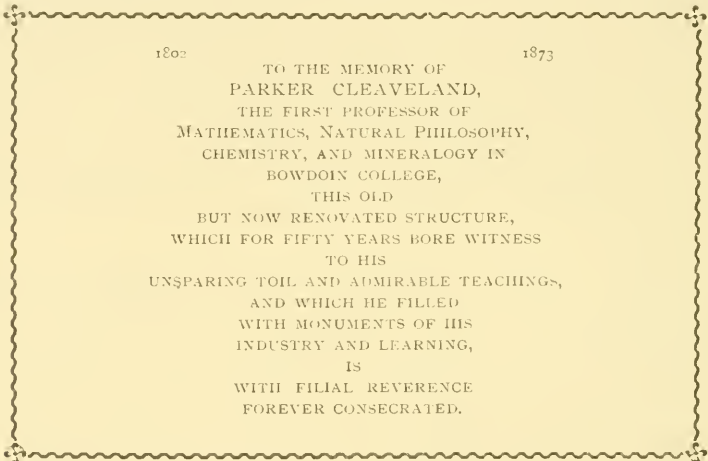 1802 1873
TO THE MEMORY OF
PARKER CLEAVELAND,
THE FIRST PROFESSOR OF
MATHEMATICS, NATURAL PHILOSOPHY,
CHEMISTRY, AND MINERALOGY IN
BOWDOIN COLLEGE,
THIS OLD
BUT NOW RENOVATED STRUCTURE,
WHICH FOR FIFTY YEARS BORE WITNESS
TO HIS
UNSPARING TOIL AND ADMIRABLE TEACHINGS,
AND WHICH HE FILLED
WITH MONUMENTS OF HIS
INDUSTRY AND LEARNING,
IS
WITH FILIAL REVERENCE
FOREVER CONSECRATED.